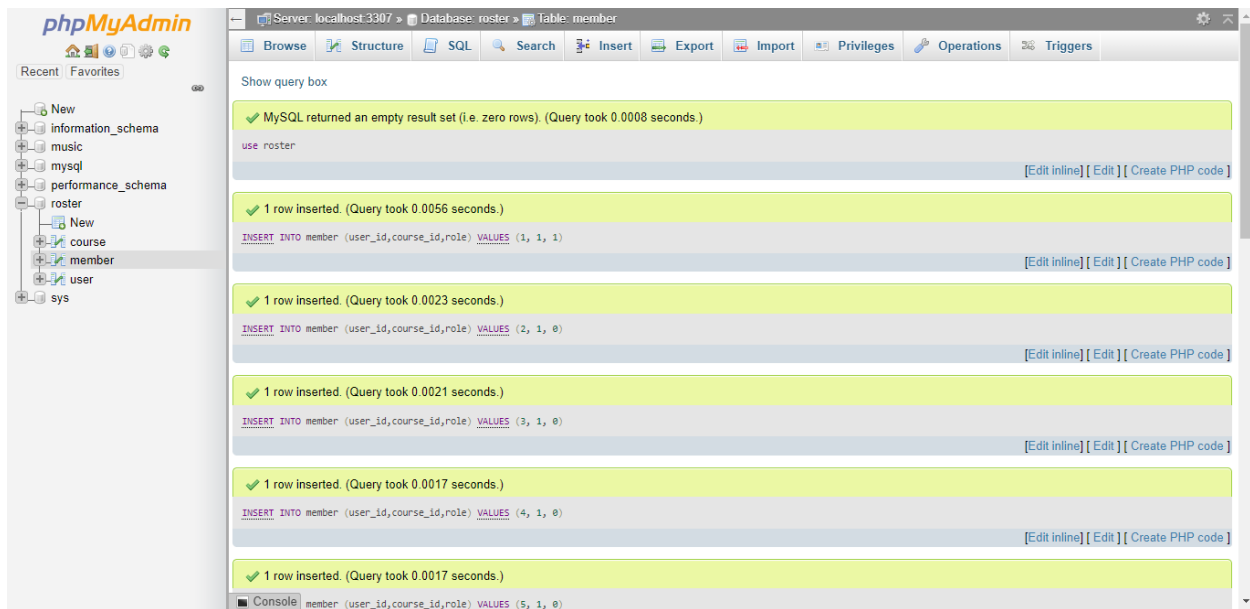 phpMyAdmin
Recent Favorites
New
information_schema
music
mysql
performance_schema
roster
New
course
member
user
sys
Server: localhost:3307 » Database: roster » Table: member
Browse Structure SQL Search Insert Export Import Privileges Operations Triggers
Show query box
MySQL returned an empty result set (i.e. zero rows). (Query took 0.0008 seconds.)
use roster
[Edit inline] [ Edit ] [ Create PHP code ]
1 row inserted. (Query took 0.0056 seconds.)
INSERT INTO member (user_id,course_id,role) VALUES (1, 1, 1)
[Edit inline] [ Edit ] [ Create PHP code ]
1 row inserted. (Query took 0.0023 seconds.)
INSERT INTO member (user_id,course_id,role) VALUES (2, 1, 0)
[Edit inline] [ Edit ] [ Create PHP code ]
1 row inserted. (Query took 0.0021 seconds.)
INSERT INTO member (user_id,course_id,role) VALUES (3, 1, 0)
[Edit inline] [ Edit ] [ Create PHP code ]
1 row inserted. (Query took 0.0017 seconds.)
INSERT INTO member (user_id,course_id,role) VALUES (4, 1, 0)
[Edit inline] [ Edit ] [ Create PHP code ]
1 row inserted. (Query took 0.0017 seconds.)
Console member (user_id,course_id,role) VALUES (5, 1, 0)